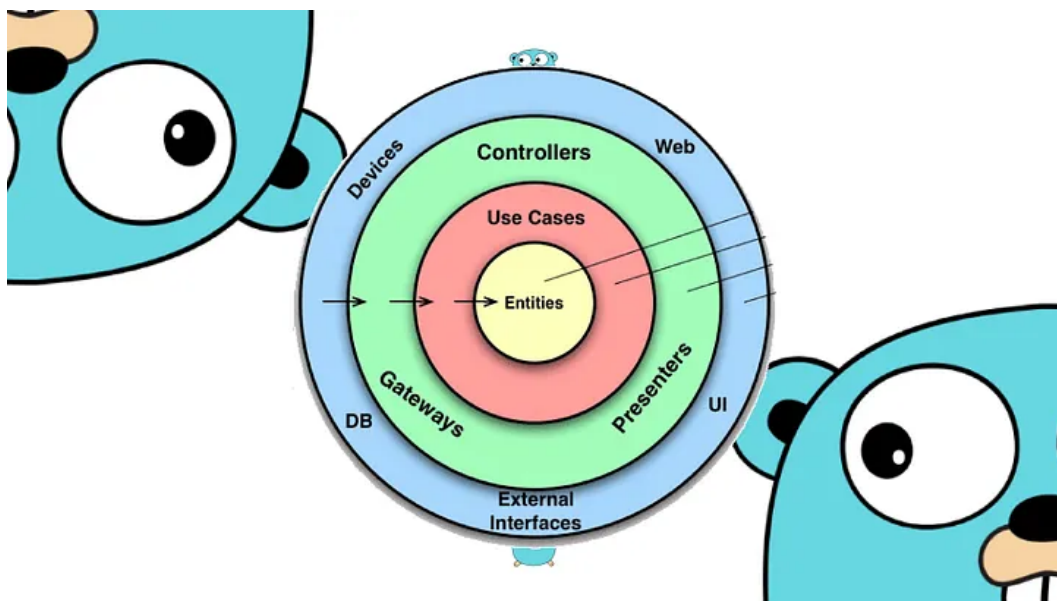 Devices
Web
Controllers
Use Cases
Entities
Gateways
Presenters
DB
UI
External
Interfaces